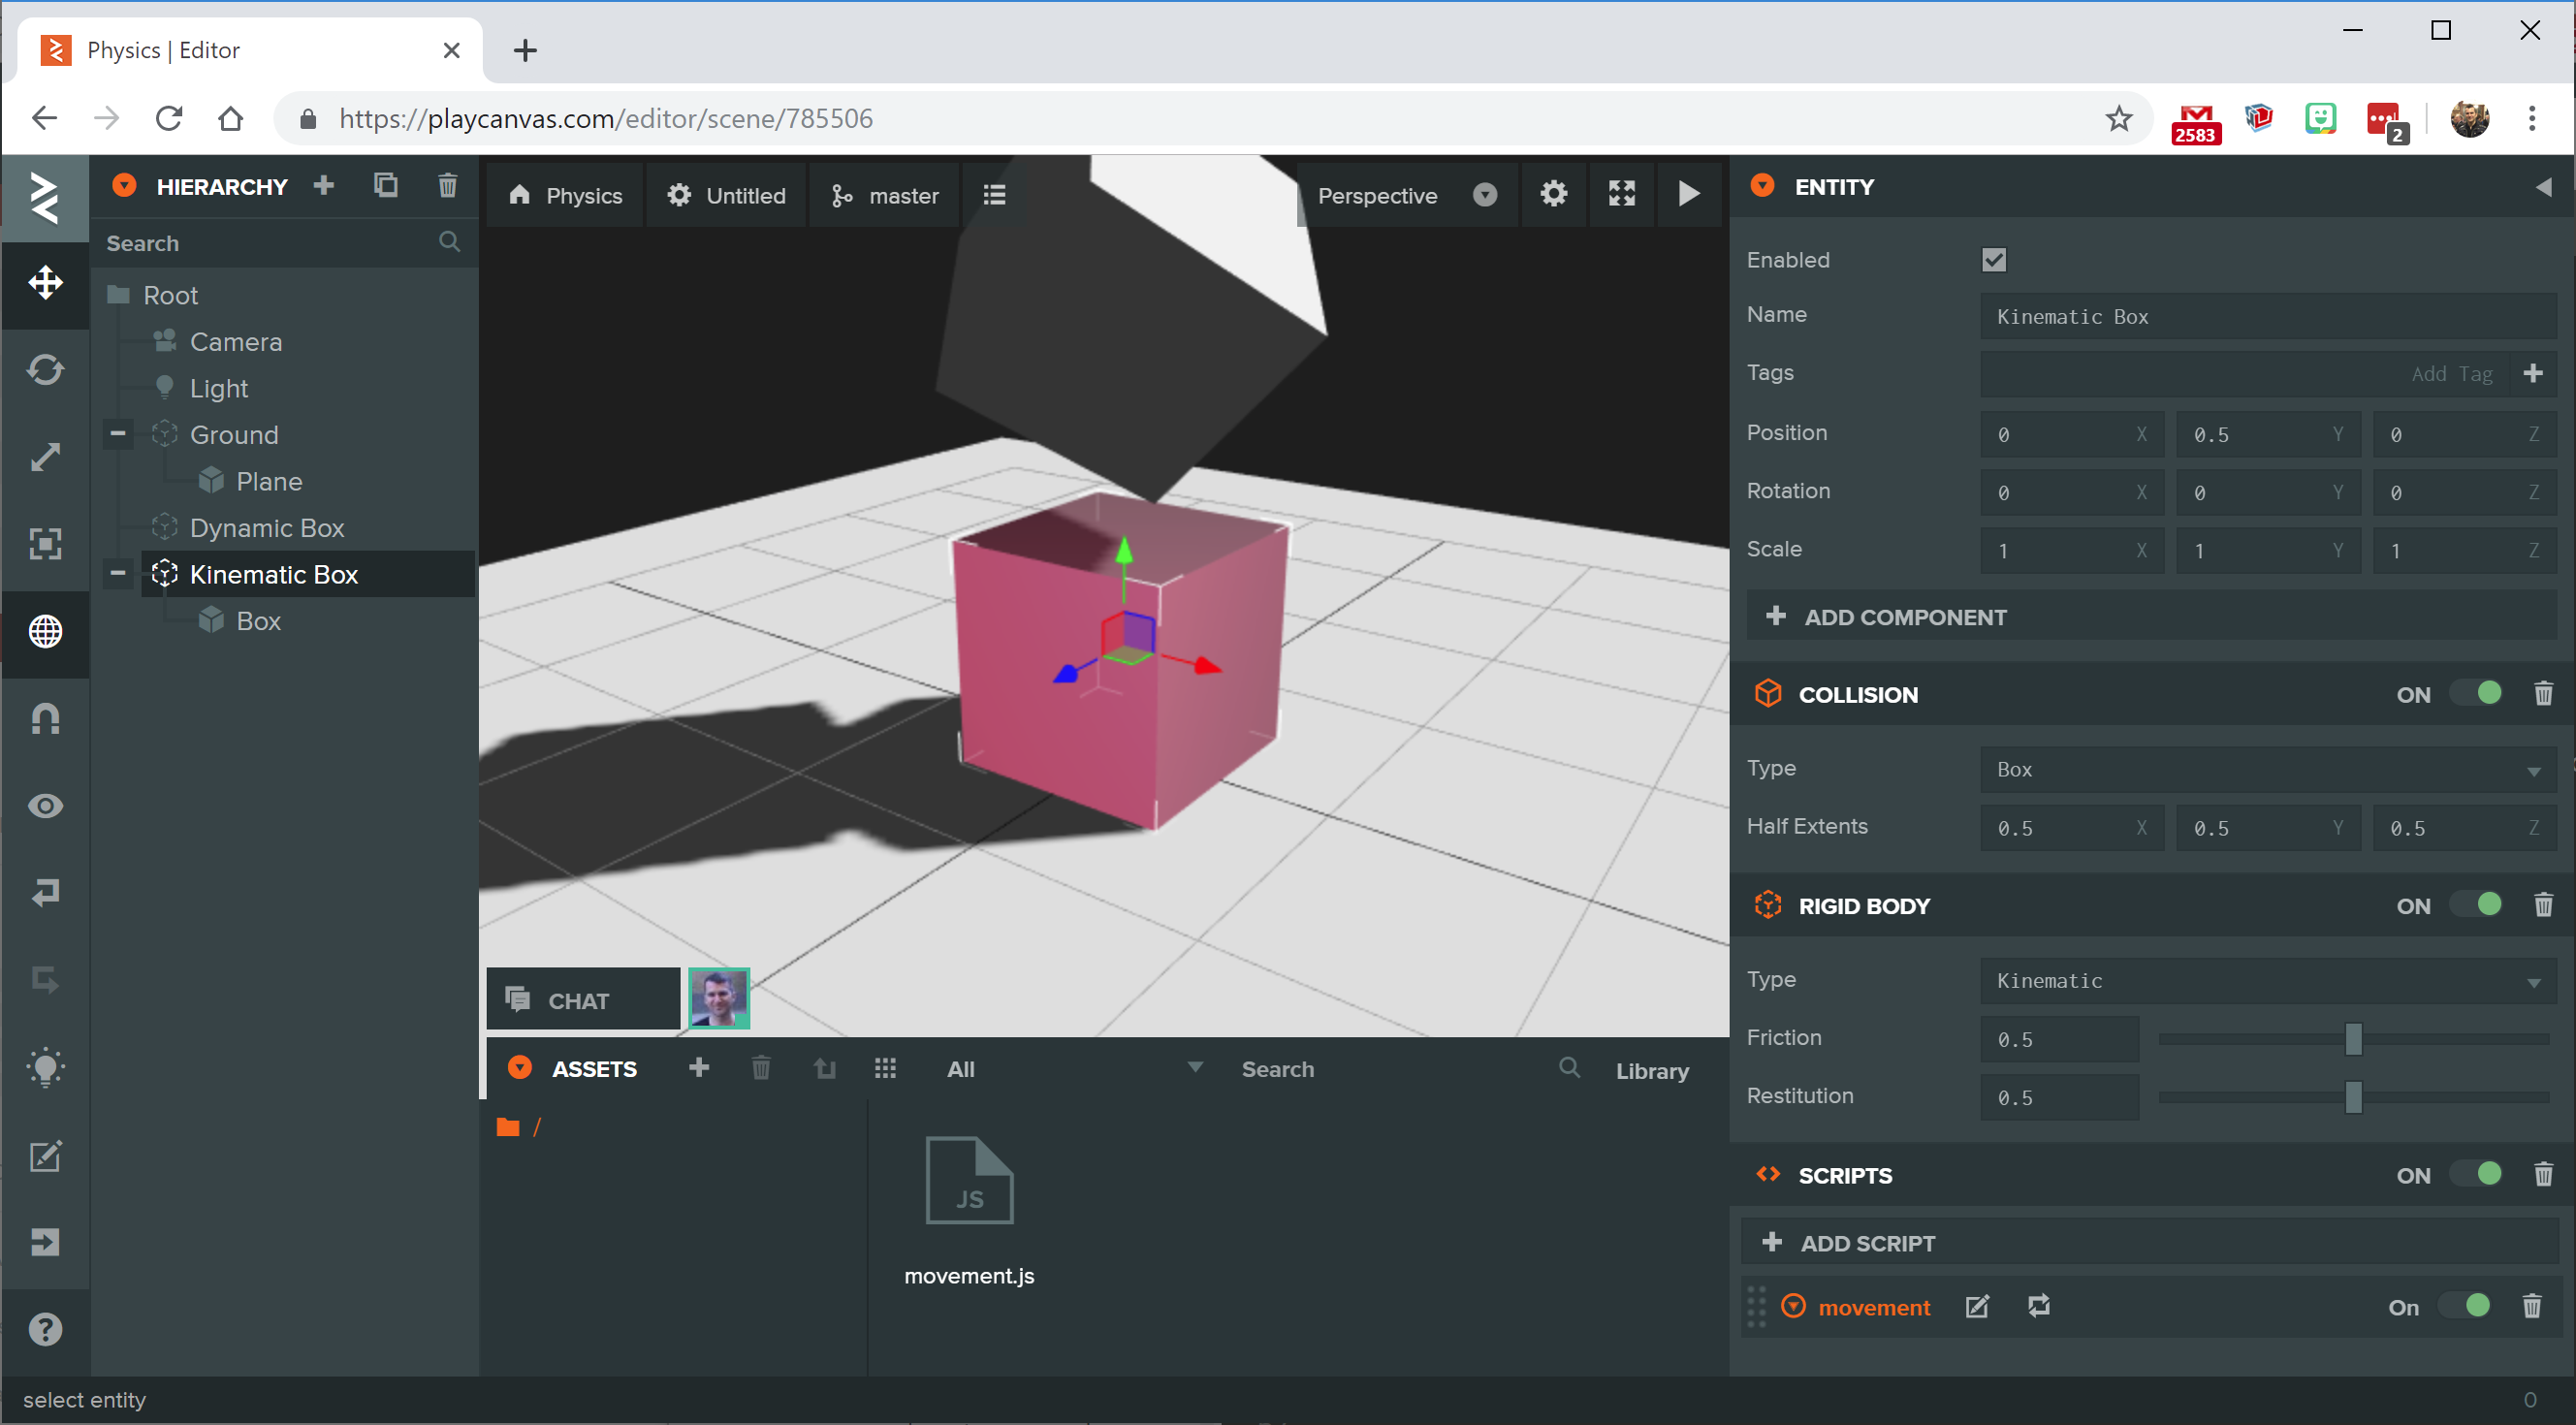 Physics | Editor
https://playcanvas.com/editor/scene/785506
2583
2
HIERARCHY
Search
Root
Camera
Light
Ground
Plane
Dynamic Box
Kinematic Box
Box
Physics
Untitled
master
Perspective
CHAT
ASSETS
All
Search
Library
/
JS
movement.js
ENTITY
Enabled
Name Kinematic Box
Tags Add Tag
Position 0 X 0.5 Y 0 Z
Rotation 0 X 0 Y 0 Z
Scale 1 X 1 Y 1 Z
ADD COMPONENT
COLLISION ON
Type Box
Half Extents 0.5 X 0.5 Y 0.5 Z
RIGID BODY ON
Type Kinematic
Friction 0.5
Restitution 0.5
SCRIPTS ON
ADD SCRIPT
movement On
select entity 0